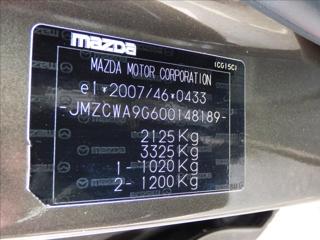 mazda
(CG15C)
MAZDA MOTOR CORPORATION
e1*2007/46*0433
-JMZCWA9G600148189-
2125Kg
3325Kg
1- 1020Kg
2- 1200Kg